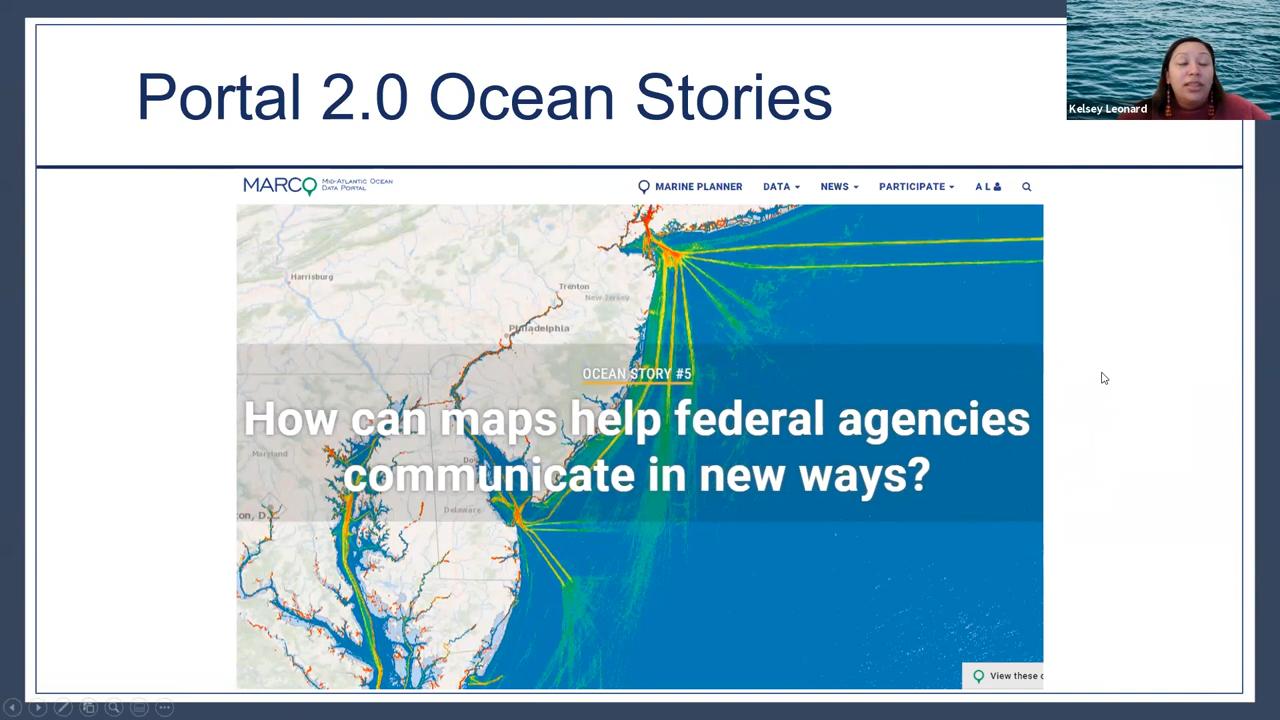 Portal 2.0 Ocean Stories
Kelsey Leonard
MARCO MID-ATLANTIC OCEAN
DATA PORTAL
MARINE PLANNER DATA NEWS PARTICIPATE A L
Harrisburg
Trenton
New Jersey
Philadelphia
OCEAN STORY #5
How can maps help federal agencies
Maryland
Do
communicate in new ways?
Delaware
on, D.C.
View these